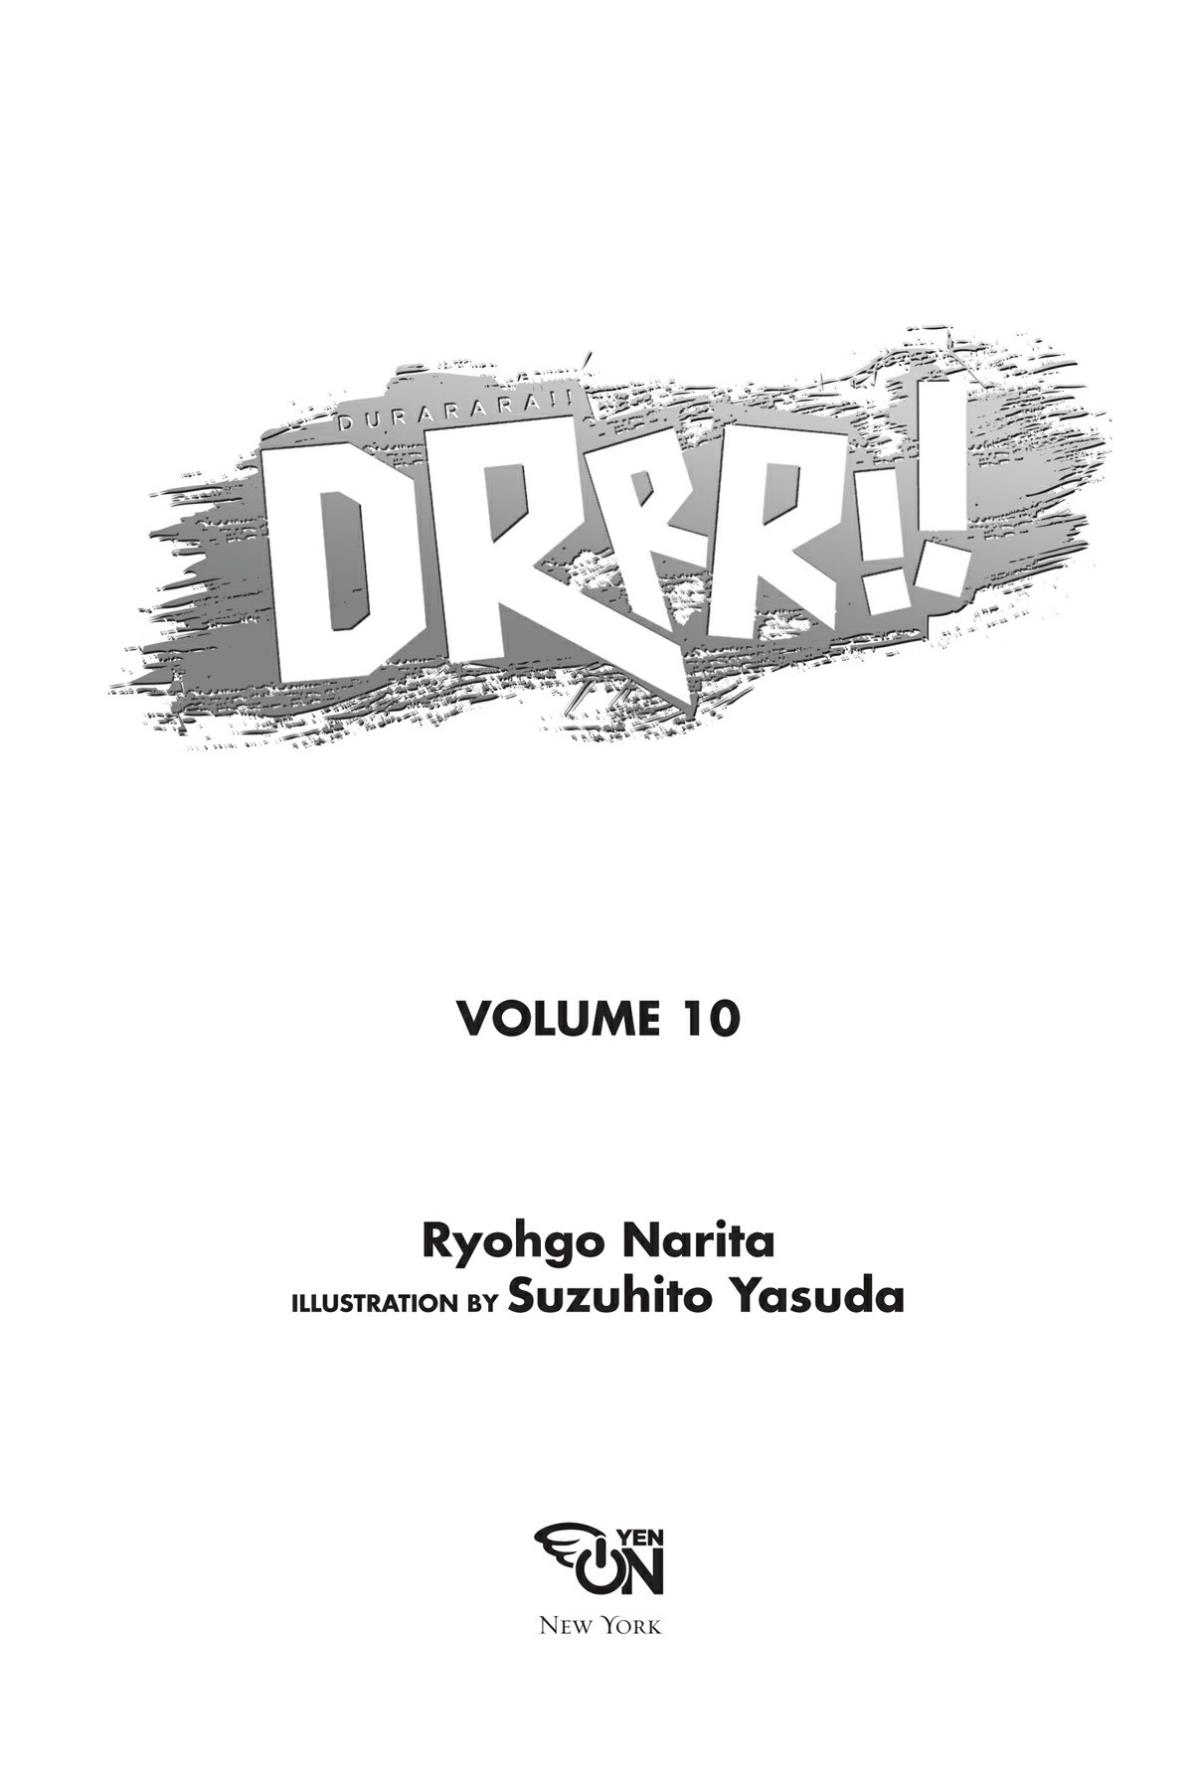 DURARARA!!
DRRR!!
VOLUME 10
Ryohgo Narita
ILLUSTRATION BY Suzuhito Yasuda
YEN
ON
NEW YORK